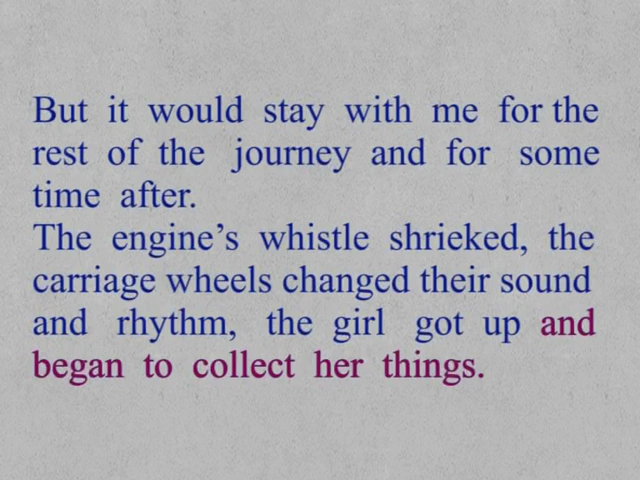 But it would stay with me for the
rest of the journey and for some
time after.
The engine’s whistle shrieked, the
carriage wheels changed their sound
and rhythm, the girl got up and
began to collect her things.